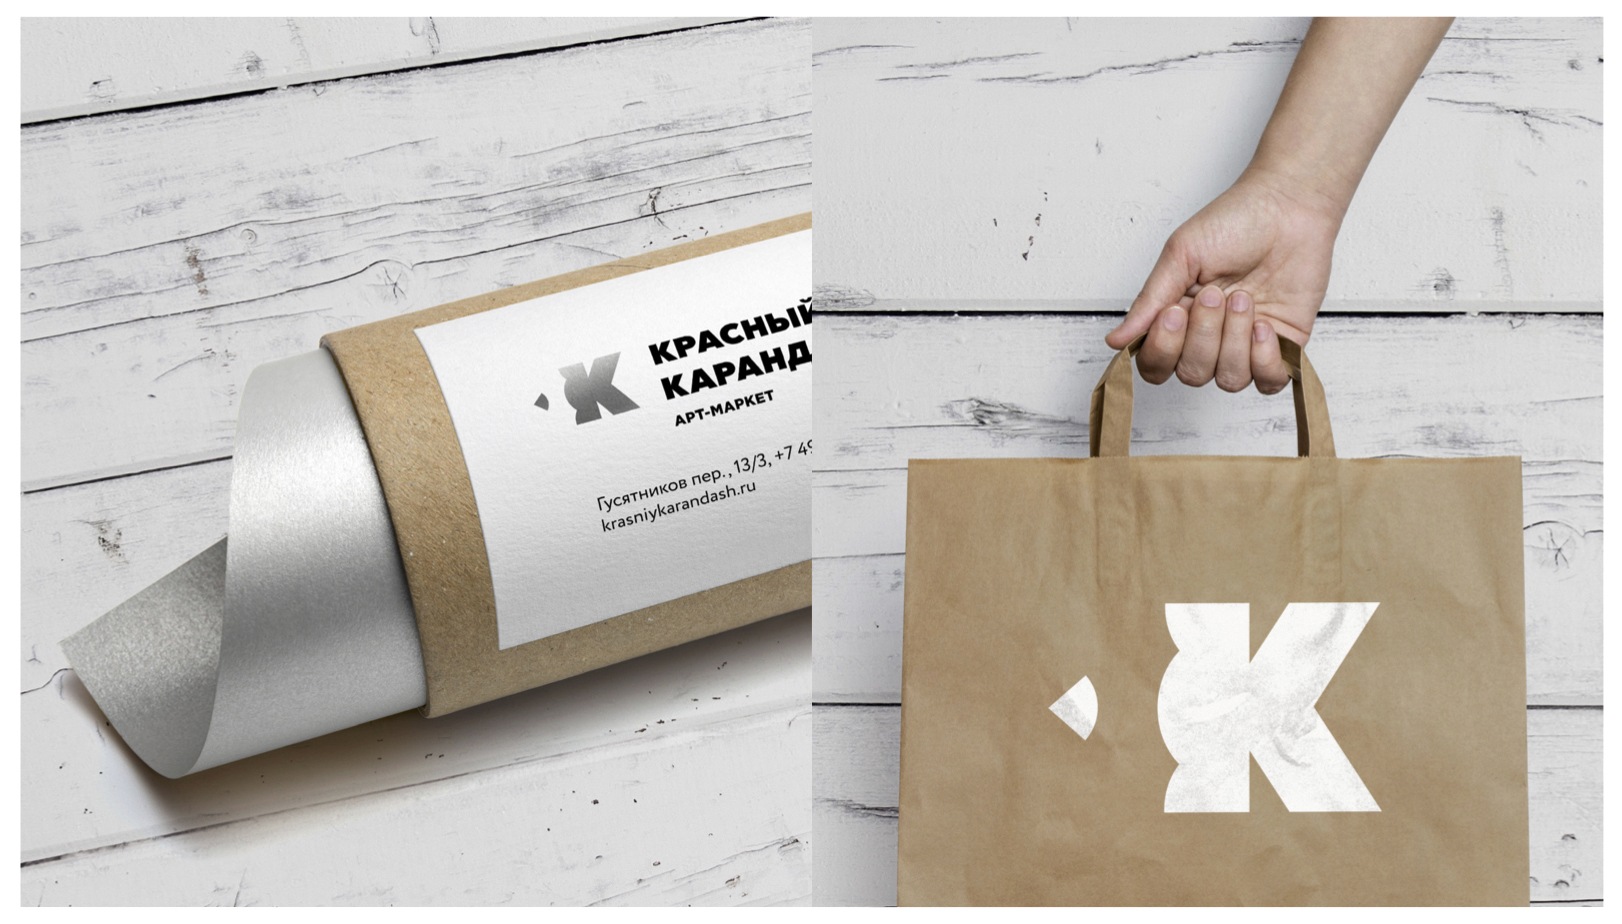 КРАСНЫЙ
КАРАНД
АРТ-МАРКЕТ
Гусятников пер., 13/3, +7 49
krasniykarandash.ru
К